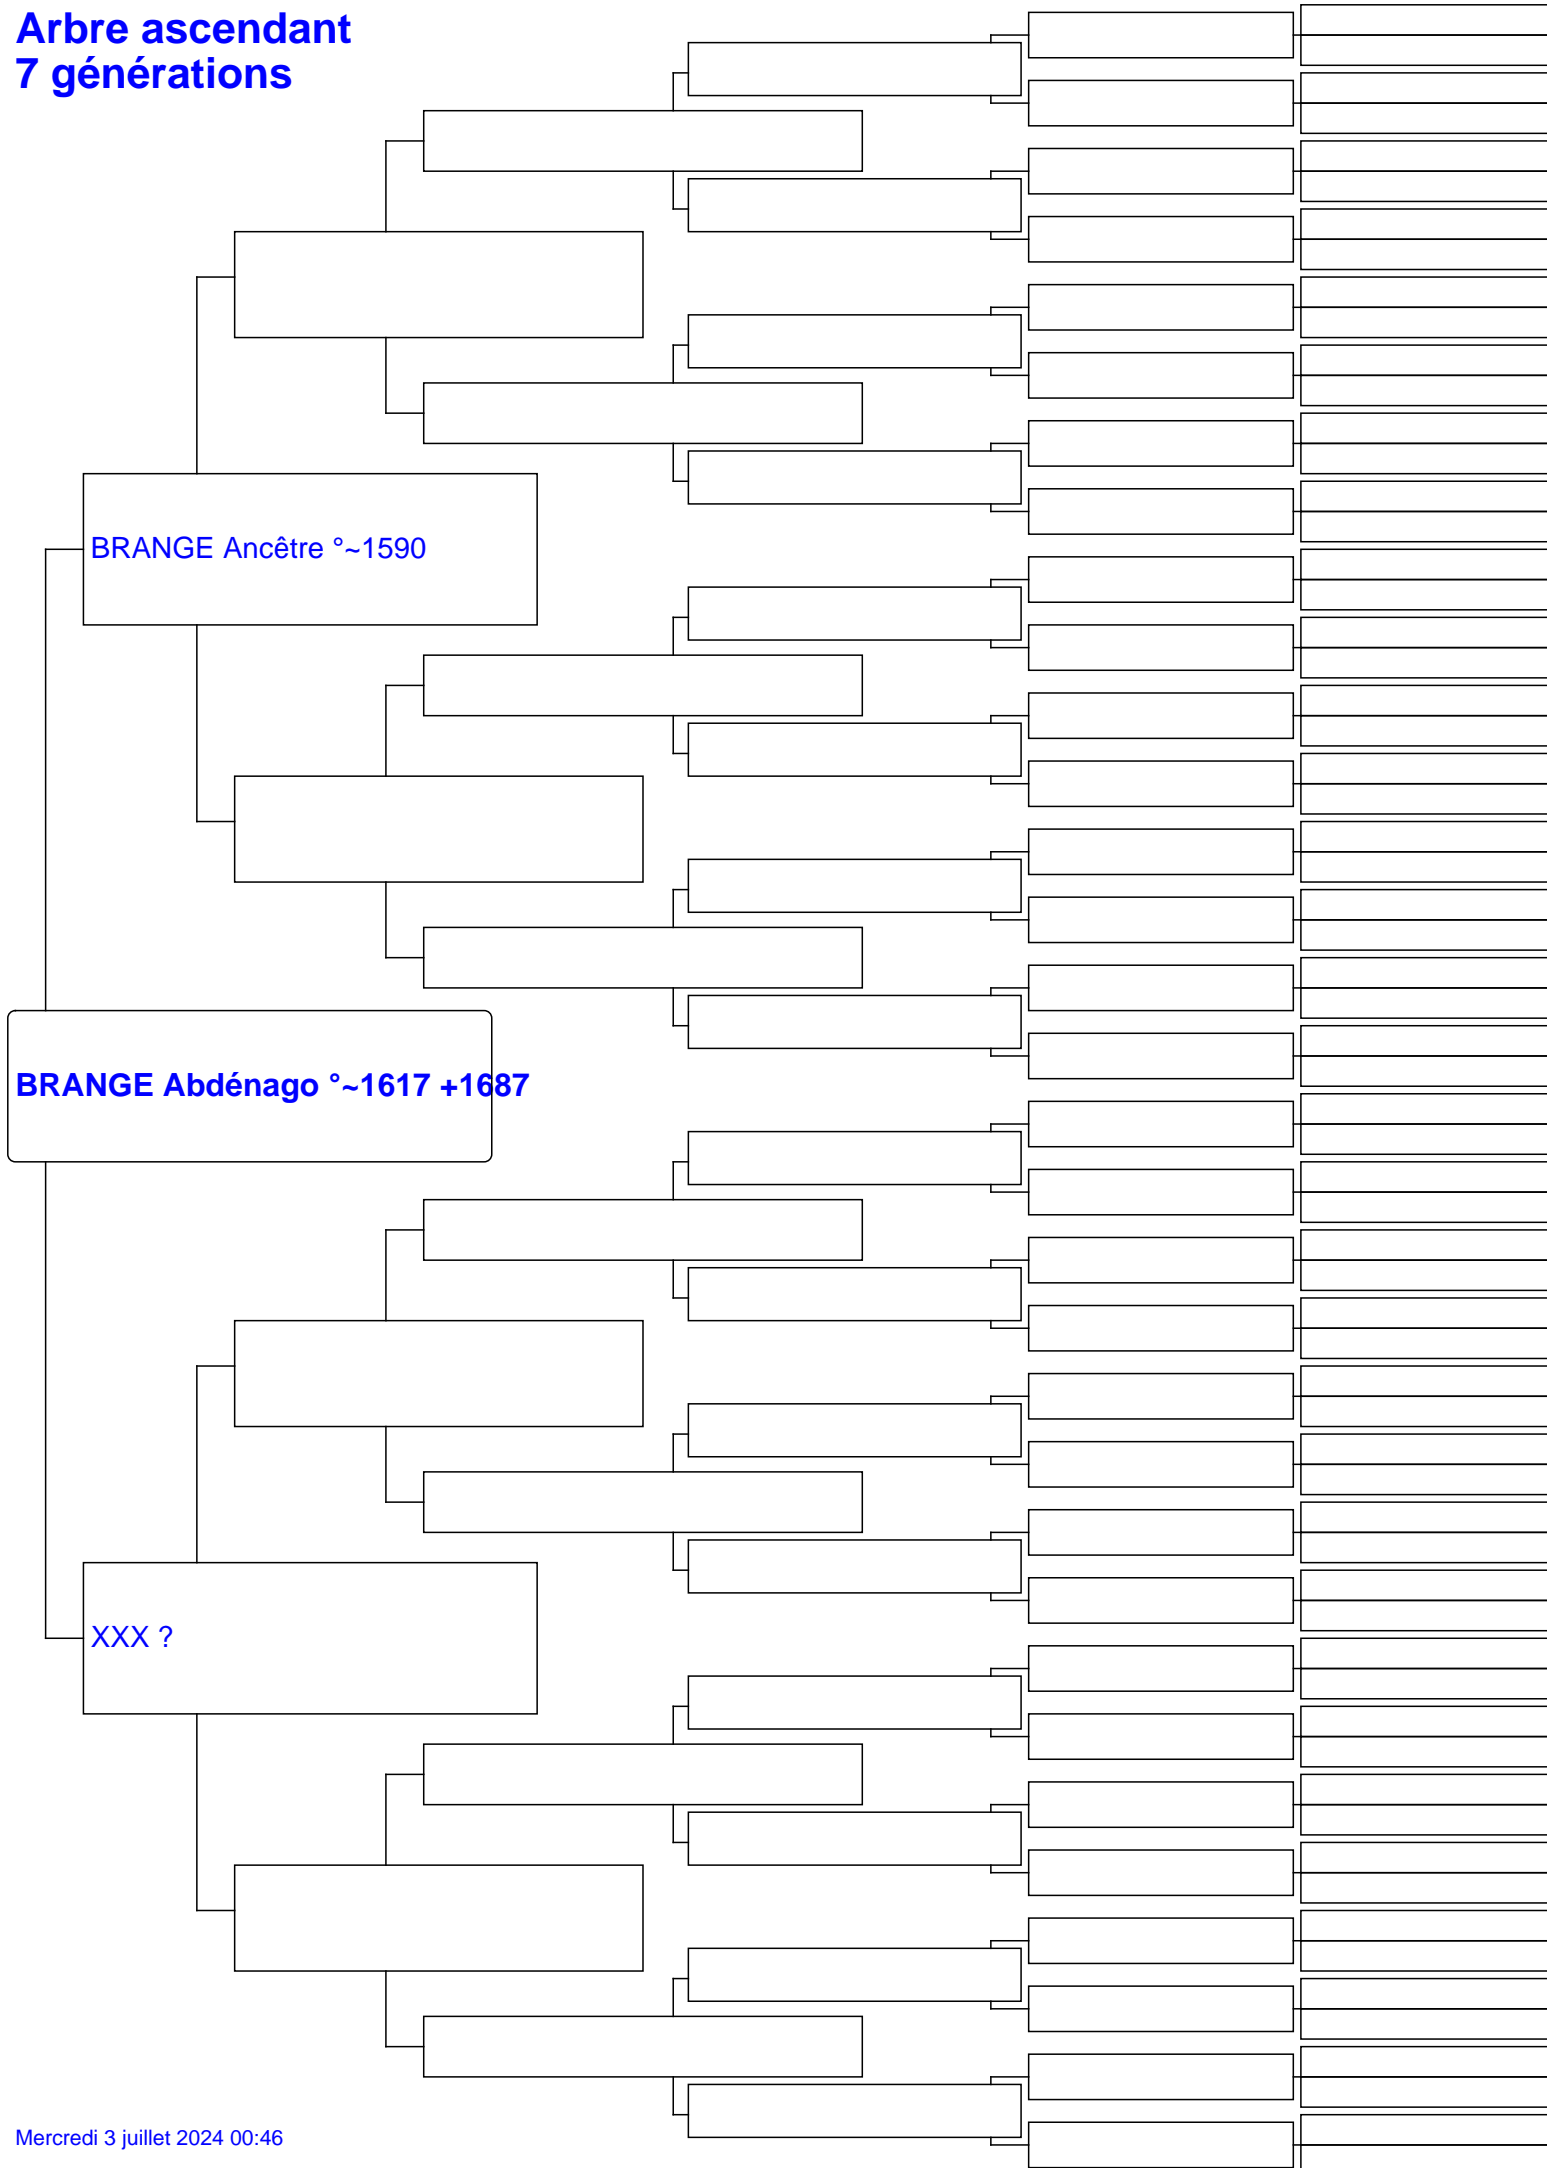 Arbre ascendant
7 générations
BRANGE Ancêtre °~1590
BRANGE Abdénago °~1617 +1687
XXX ?
Mercredi 3 juillet 2024 00:46